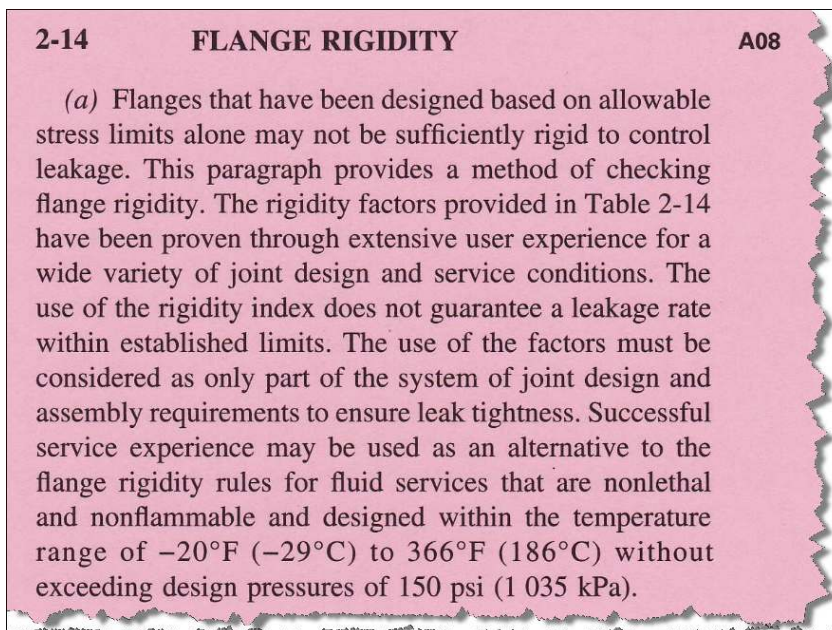 2-14 FLANGE RIGIDITY A08
(a) Flanges that have been designed based on allowable
stress limits alone may not be sufficiently rigid to control
leakage. This paragraph provides a method of checking
flange rigidity. The rigidity factors provided in Table 2-14
have been proven through extensive user experience for a
wide variety of joint design and service conditions. The
use of the rigidity index does not guarantee a leakage rate
within established limits. The use of the factors must be
considered as only part of the system of joint design and
assembly requirements to ensure leak tightness. Successful
service experience may be used as an alternative to the
flange rigidity rules for fluid services that are nonlethal
and nonflammable and designed within the temperature
range of −20°F (−29°C) to 366°F (186°C) without
exceeding design pressures of 150 psi (1 035 kPa).